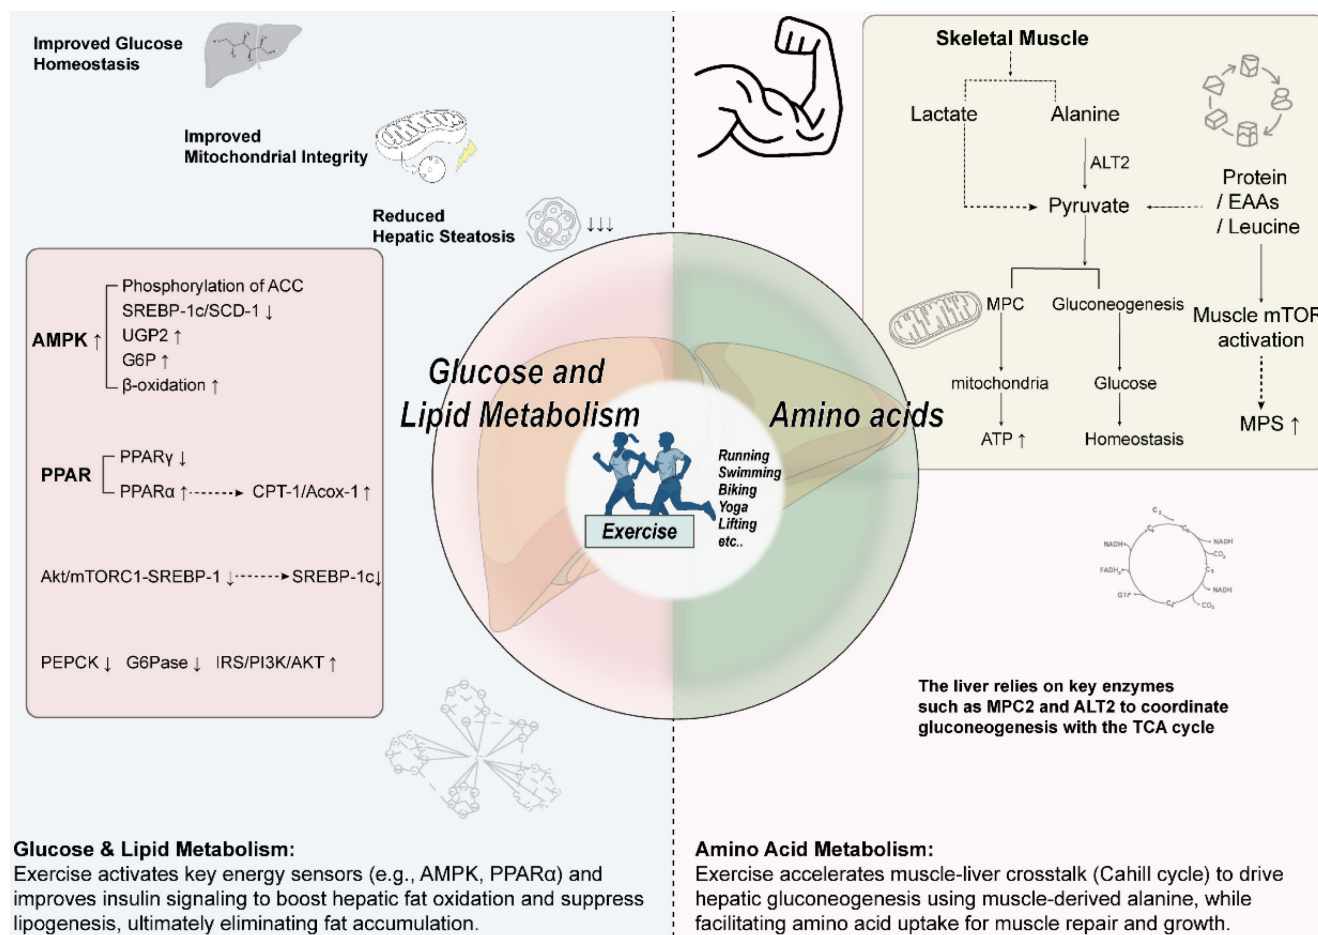 Improved Glucose
Homeostasis
Improved
Mitochondrial Integrity
Reduced
Hepatic Steatosis
↓↓↓
AMPK ↑
Phosphorylation of ACC
SREBP-1c/SCD-1 ↓
UGP2 ↑
G6P ↑
β-oxidation ↑
PPAR
PPARγ ↓
PPARα ↑ CPT-1/Acox-1 ↑
Akt/mTORC1-SREBP-1 ↓ SREBP-1c↓
PEPCK ↓ G6Pase ↓ IRS/PI3K/AKT ↑
Glucose and
Lipid Metabolism
Amino acids
Exercise
Running
Swimming
Biking
Yoga
Lifting
etc..
Skeletal Muscle
Lactate Alanine
ALT2
Pyruvate
Protein
/ EAAs
/ Leucine
MPC Gluconeogenesis
Muscle mTOR
activation
mitochondria Glucose
ATP ↑ Homeostasis
MPS ↑
NADH
CO₂
NADH
CO₂
GTP
FADH₂
NADH
The liver relies on key enzymes
such as MPC2 and ALT2 to coordinate
gluconeogenesis with the TCA cycle
Glucose & Lipid Metabolism:
Exercise activates key energy sensors (e.g., AMPK, PPARα) and
improves insulin signaling to boost hepatic fat oxidation and suppress
lipogenesis, ultimately eliminating fat accumulation.
Amino Acid Metabolism:
Exercise accelerates muscle-liver crosstalk (Cahill cycle) to drive
hepatic gluconeogenesis using muscle-derived alanine, while
facilitating amino acid uptake for muscle repair and growth.